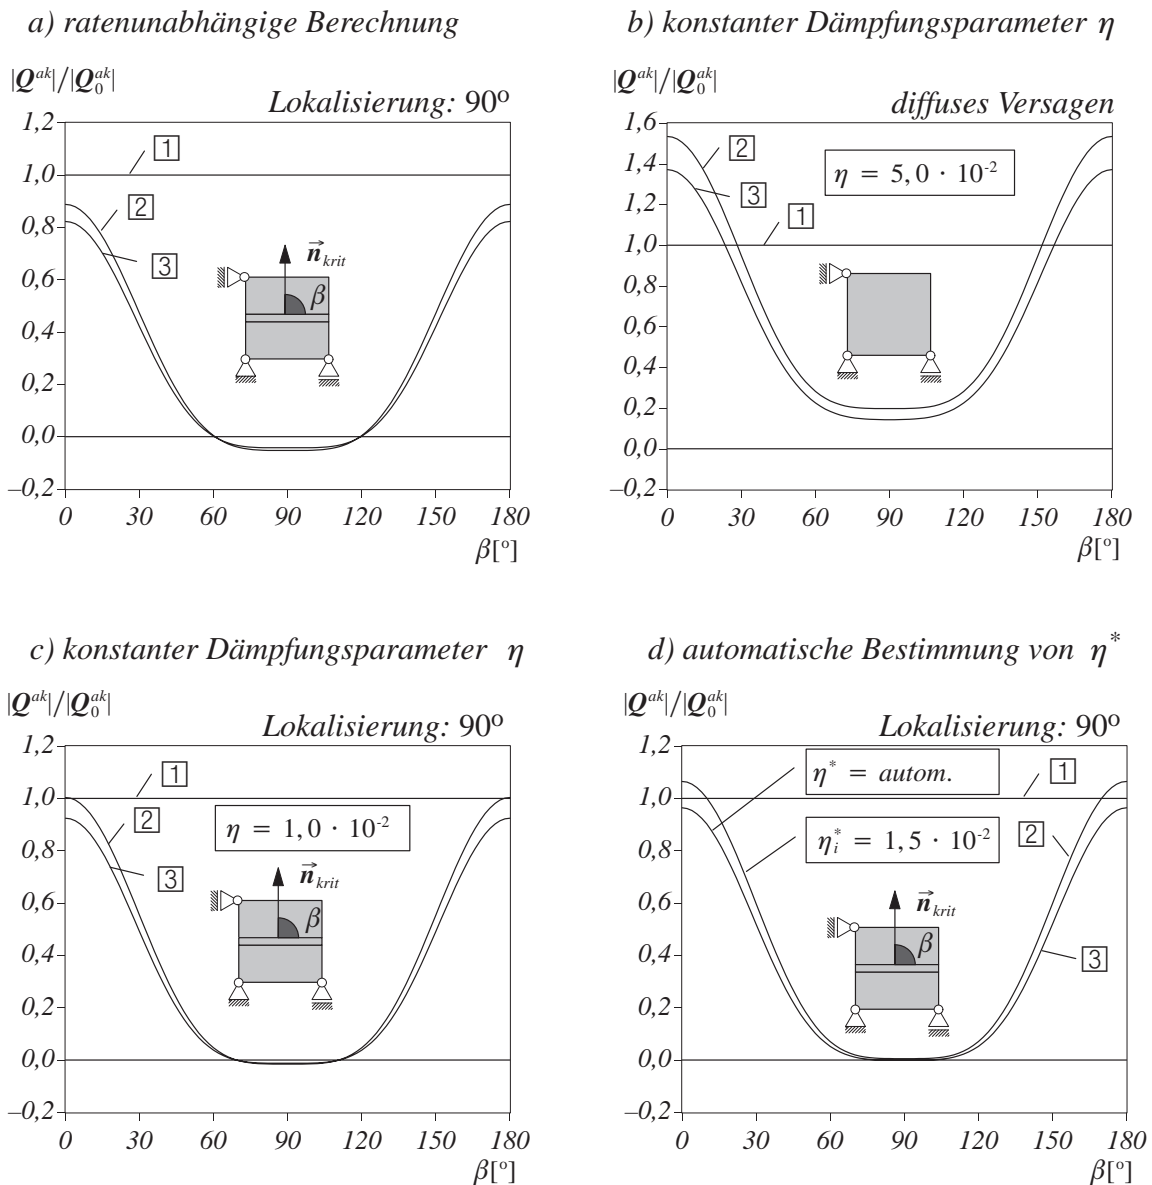 a) ratenunabhängige Berechnung
|Q^{ak}|/|Q_0^{ak}|
Lokalisierung: 90º
1,2
1,0
0,8
0,6
0,4
0,2
0,0
–0,2
1
2
3
n⃗_{krit}
β
0 30 60 90 120 150 180
β[º]
b) konstanter Dämpfungsparameter η
|Q^{ak}|/|Q_0^{ak}|
diffuses Versagen
1,6
1,4
1,2
1,0
0,8
0,6
0,4
0,2
0,0
–0,2
2
3
1
η = 5,0 · 10^{-2}
0 30 60 90 120 150 180
β[º]
c) konstanter Dämpfungsparameter η
|Q^{ak}|/|Q_0^{ak}|
Lokalisierung: 90º
1,2
1,0
0,8
0,6
0,4
0,2
0,0
–0,2
1
2
3
η = 1,0 · 10^{-2}
n⃗_{krit}
β
0 30 60 90 120 150 180
β[º]
d) automatische Bestimmung von η^*
|Q^{ak}|/|Q_0^{ak}|
Lokalisierung: 90º
1,2
1,0
0,8
0,6
0,4
0,2
0,0
–0,2
η^* = autom.
1
η_i^* = 1,5 · 10^{-2}
2
3
n⃗_{krit}
β
0 30 60 90 120 150 180
β[º]